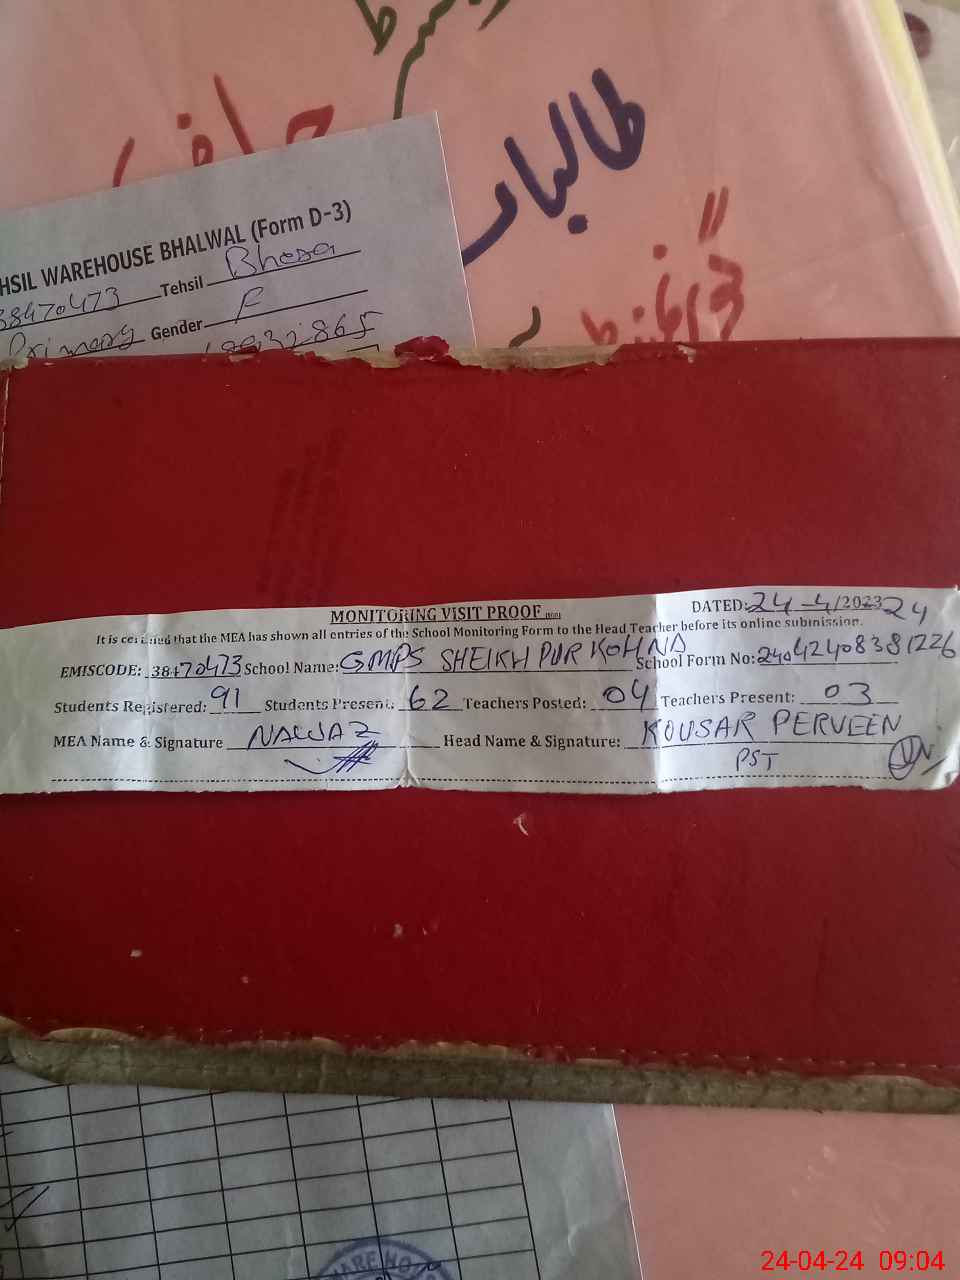 طالبات
HSIL WAREHOUSE BHALWAL (Form D-3)
38470473 Tehsil Bhera
Primary Gender F
MONITORING VISIT PROOF
DATED: 24-4/2023 24
It is certified that the MEA has shown all entries of the School Monitoring Form to the Head Teacher before its online submission.
EMISCODE: 38470473 School Name: GMPS SHEIKH PUR KOHNA School Form No: 24042408381226
Students Registered: 91 Students Present: 62 Teachers Posted: 04 Teachers Present: 03
MEA Name & Signature NAWAZ Head Name & Signature: KOUSAR PERVEEN
PST
24-04-24 09:04